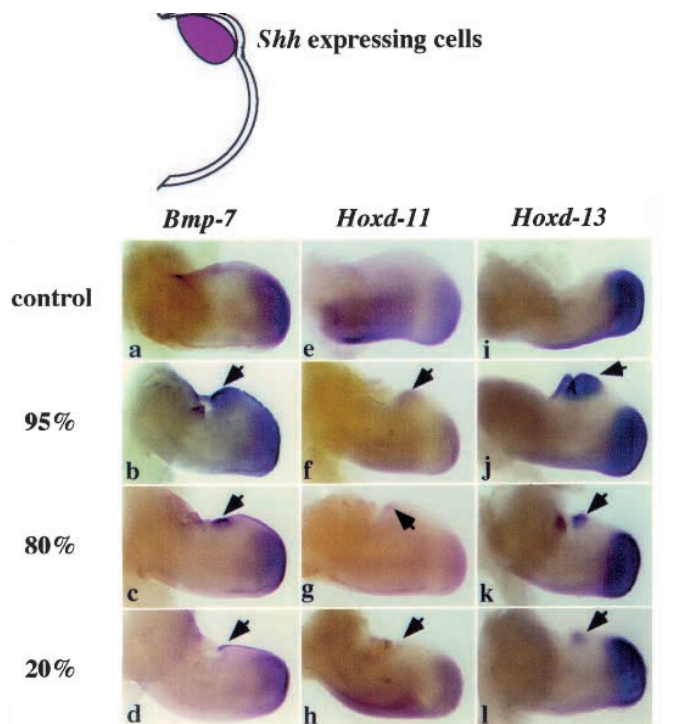 Shh expressing cells
Bmp-7 Hoxd-11 Hoxd-13
control
a e i
95%
b f j
80%
c g k
20%
d h l